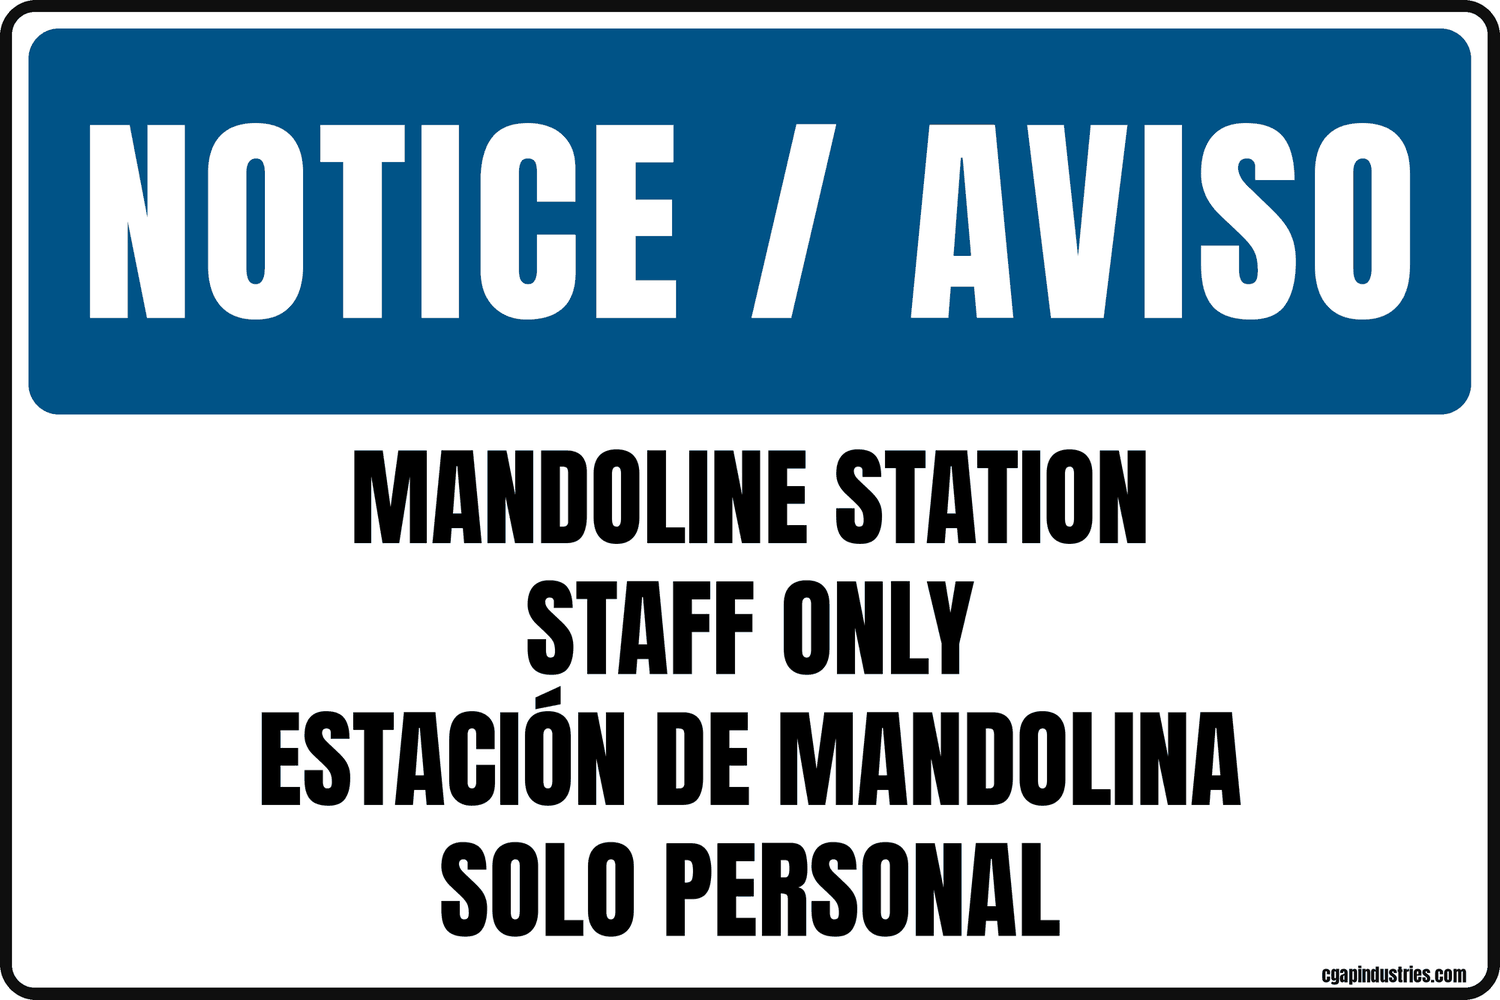 NOTICE / AVISO
MANDOLINE STATION
STAFF ONLY
ESTACIÓN DE MANDOLINA
SOLO PERSONAL
cgapindustries.com